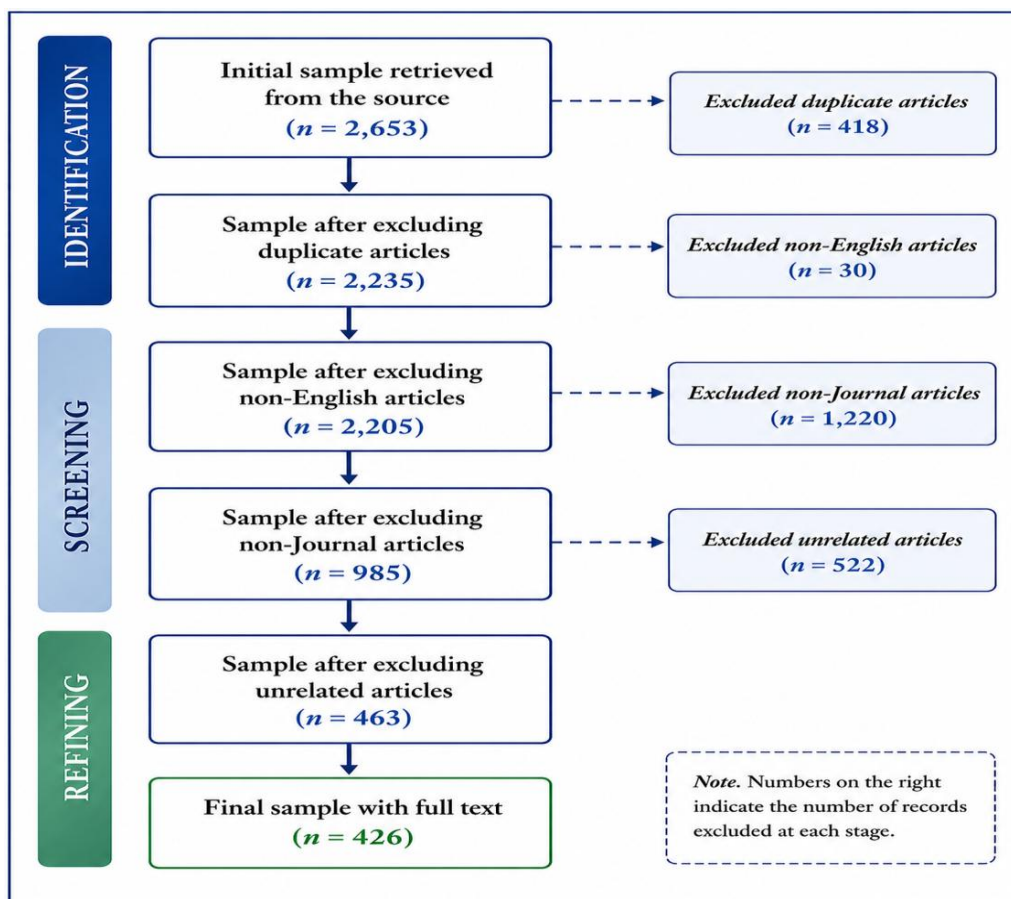 IDENTIFICATION
Initial sample retrieved
from the source
(n = 2,653)
Excluded duplicate articles
(n = 418)
Sample after excluding
duplicate articles
(n = 2,235)
Excluded non-English articles
(n = 30)
SCREENING
Sample after excluding
non-English articles
(n = 2,205)
Excluded non-Journal articles
(n = 1,220)
Sample after excluding
non-Journal articles
(n = 985)
Excluded unrelated articles
(n = 522)
REFINING
Sample after excluding
unrelated articles
(n = 463)
Final sample with full text
(n = 426)
Note. Numbers on the right
indicate the number of records
excluded at each stage.